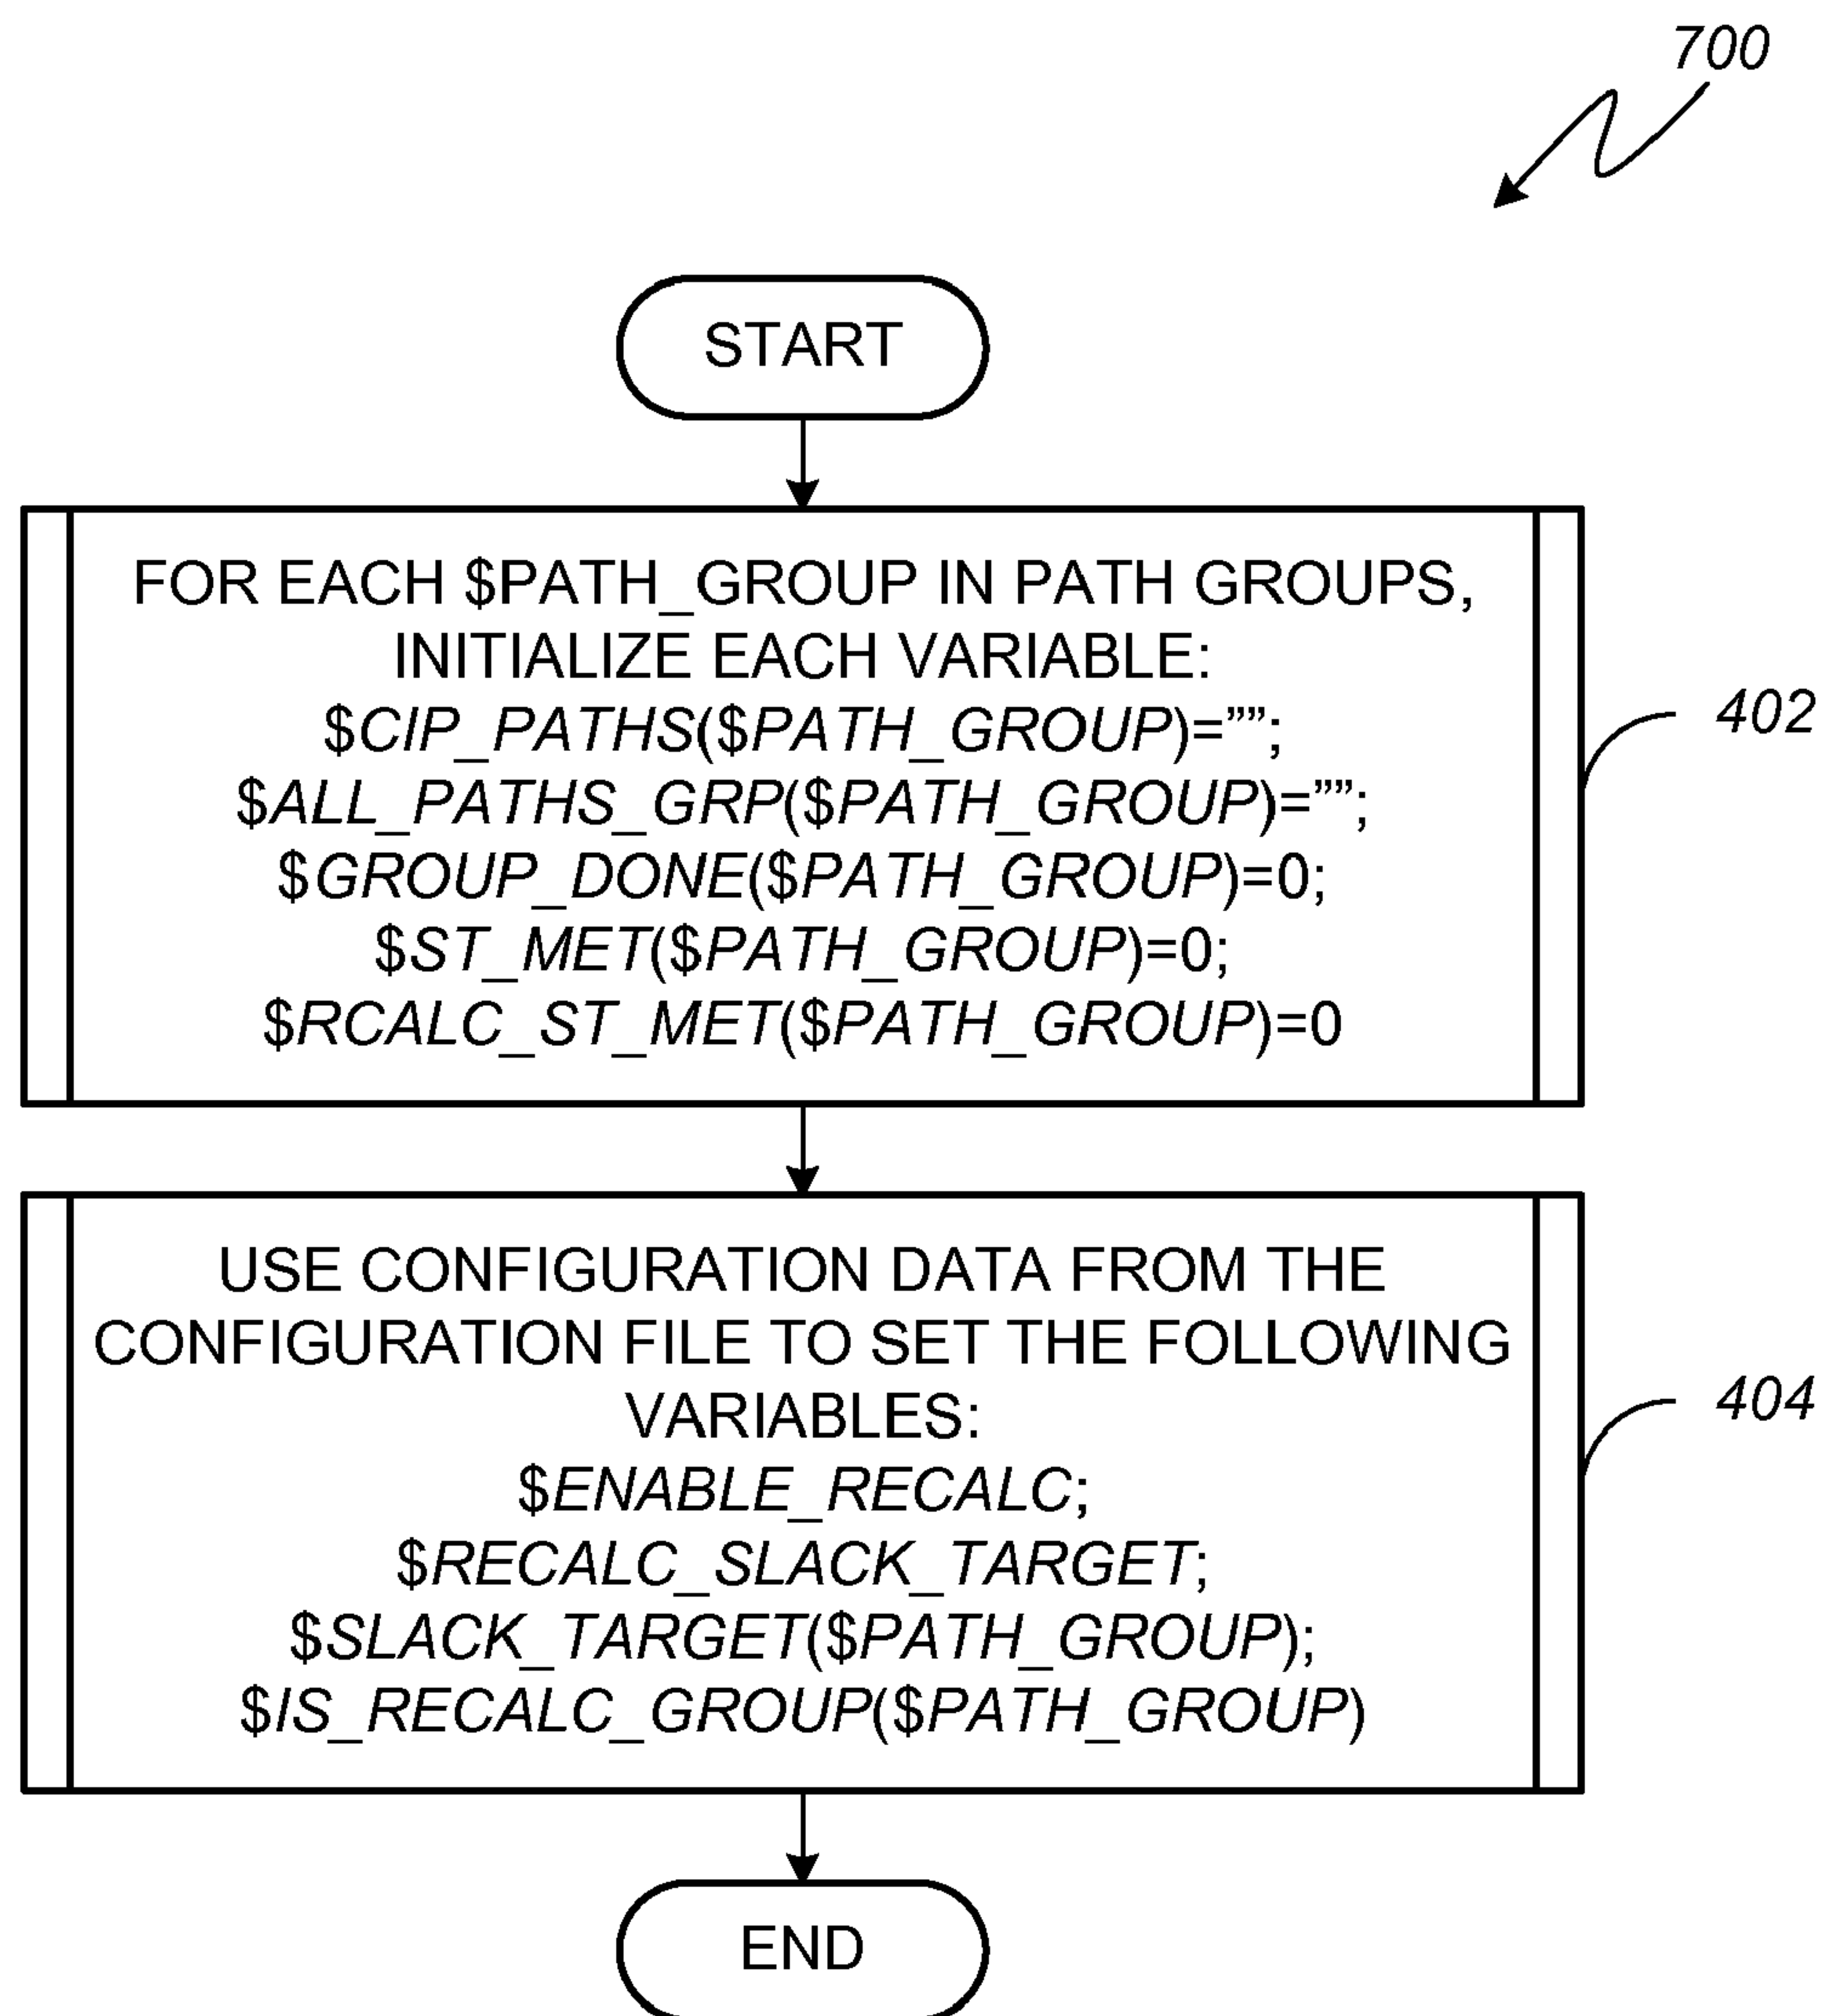 700
START
FOR EACH $PATH_GROUP IN PATH GROUPS,
INITIALIZE EACH VARIABLE:
$CIP_PATHS($PATH_GROUP)=””;
$ALL_PATHS_GRP($PATH_GROUP)=””;
$GROUP_DONE($PATH_GROUP)=0;
$ST_MET($PATH_GROUP)=0;
$RCALC_ST_MET($PATH_GROUP)=0
402
USE CONFIGURATION DATA FROM THE
CONFIGURATION FILE TO SET THE FOLLOWING
VARIABLES:
$ENABLE_RECALC;
$RECALC_SLACK_TARGET;
$SLACK_TARGET($PATH_GROUP);
$IS_RECALC_GROUP($PATH_GROUP)
404
END